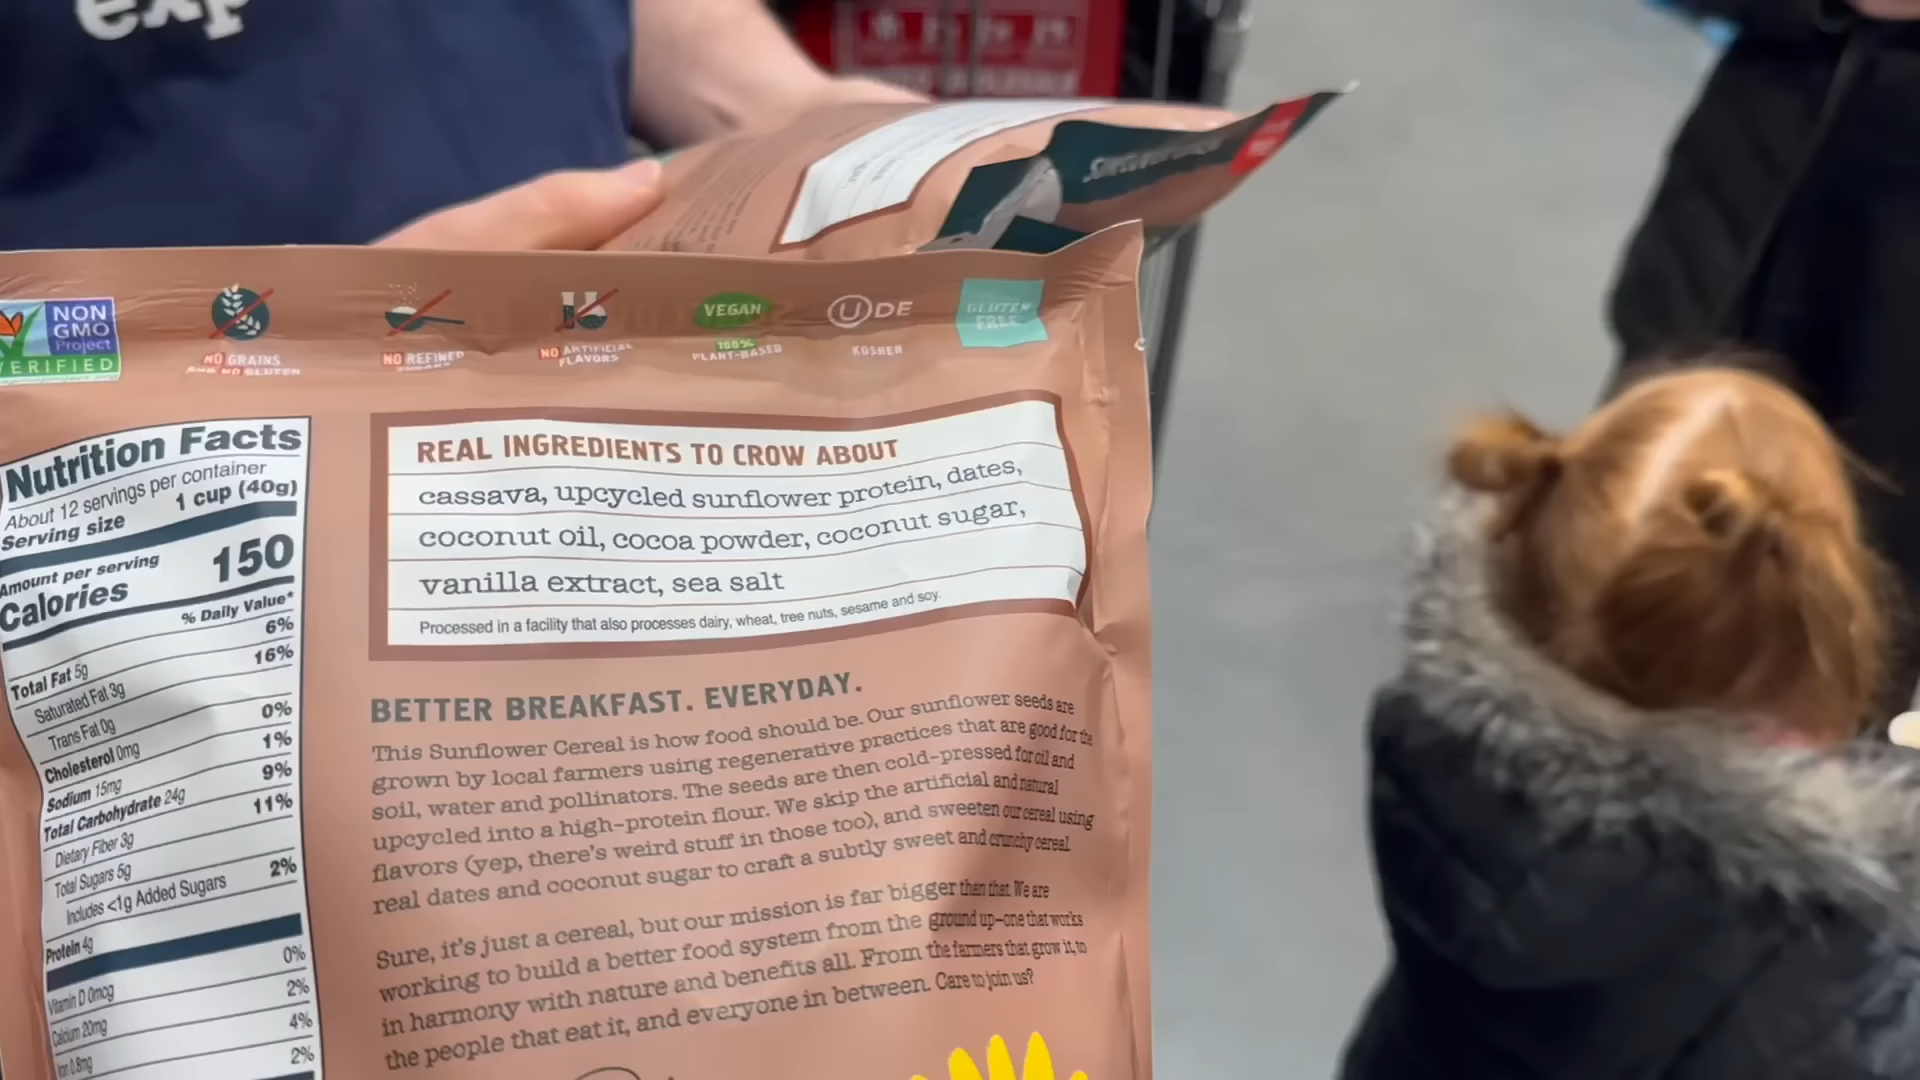 exp
NON
GMO
Project
VERIFIED
NO GRAINS
AND NO GLUTEN
NO REFINED
SUGARS
NO ARTIFICIAL
FLAVORS
VEGAN
100%
PLANT-BASED
U DE
KOSHER
GLUTEN
FREE
Nutrition Facts
About 12 servings per container
Serving size 1 cup (40g)
Amount per serving
Calories 150
% Daily Value*
Total Fat 5g 6%
Saturated Fat 3g 16%
Trans Fat 0g
Cholesterol 0mg 0%
Sodium 15mg 1%
Total Carbohydrate 24g 9%
Dietary Fiber 3g 11%
Total Sugars 5g
Includes <1g Added Sugars 2%
Protein 4g
Vitamin D 0mcg 0%
Calcium 20mg 2%
Iron 0.8mg 4%
2%
REAL INGREDIENTS TO CROW ABOUT
cassava, upcycled sunflower protein, dates,
coconut oil, cocoa powder, coconut sugar,
vanilla extract, sea salt
Processed in a facility that also processes dairy, wheat, tree nuts, sesame and soy.
BETTER BREAKFAST. EVERYDAY.
This Sunflower Cereal is how food should be. Our sunflower seeds are
grown by local farmers using regenerative practices that are good for the
soil, water and pollinators. The seeds are then cold-pressed for oil and
upcycled into a high-protein flour. We skip the artificial and natural
flavors (yep, there's weird stuff in those too), and sweeten our cereal using
real dates and coconut sugar to craft a subtly sweet and crunchy cereal.
Sure, it's just a cereal, but our mission is far bigger than that. We are
working to build a better food system from the ground up-one that works
in harmony with nature and benefits all. From the farmers that grow it, to
the people that eat it, and everyone in between. Care to join us?